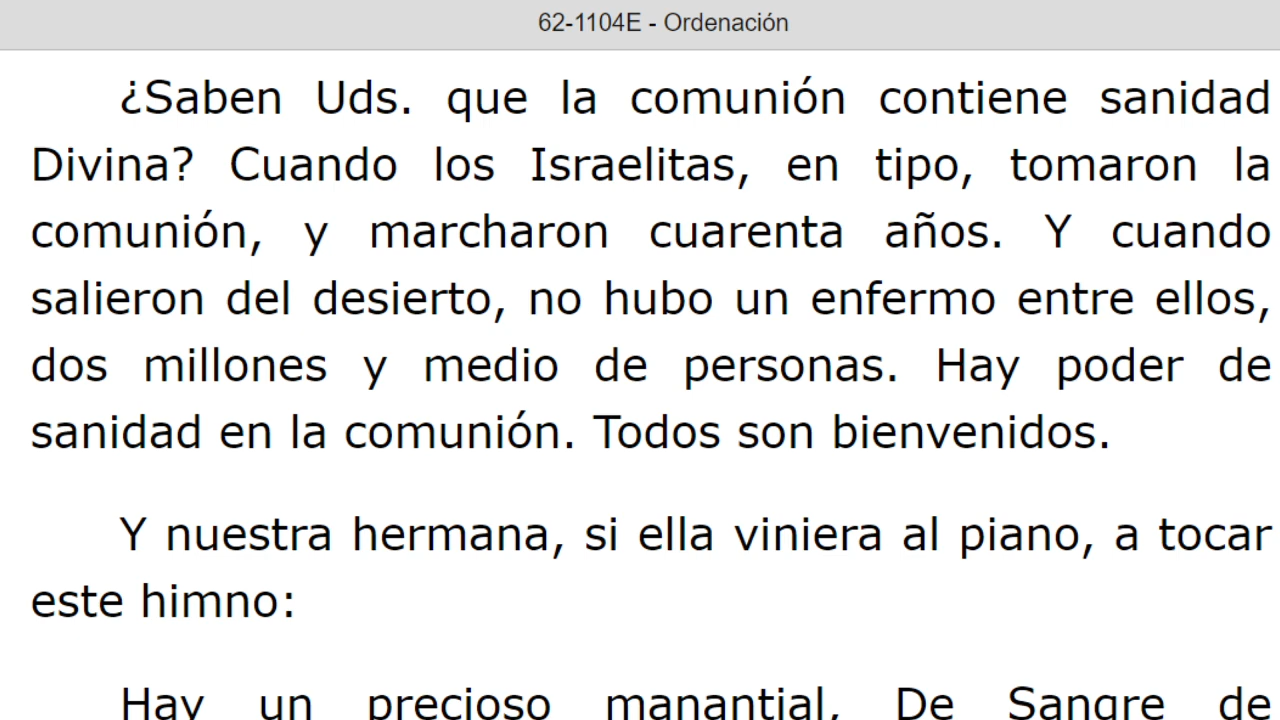 62-1104E - Ordenación
¿Saben Uds. que la comunión contiene sanidad
Divina? Cuando los Israelitas, en tipo, tomaron la
comunión, y marcharon cuarenta años. Y cuando
salieron del desierto, no hubo un enfermo entre ellos,
dos millones y medio de personas. Hay poder de
sanidad en la comunión. Todos son bienvenidos.
Y nuestra hermana, si ella viniera al piano, a tocar
este himno:
Hay un precioso manantial, De Sangre de